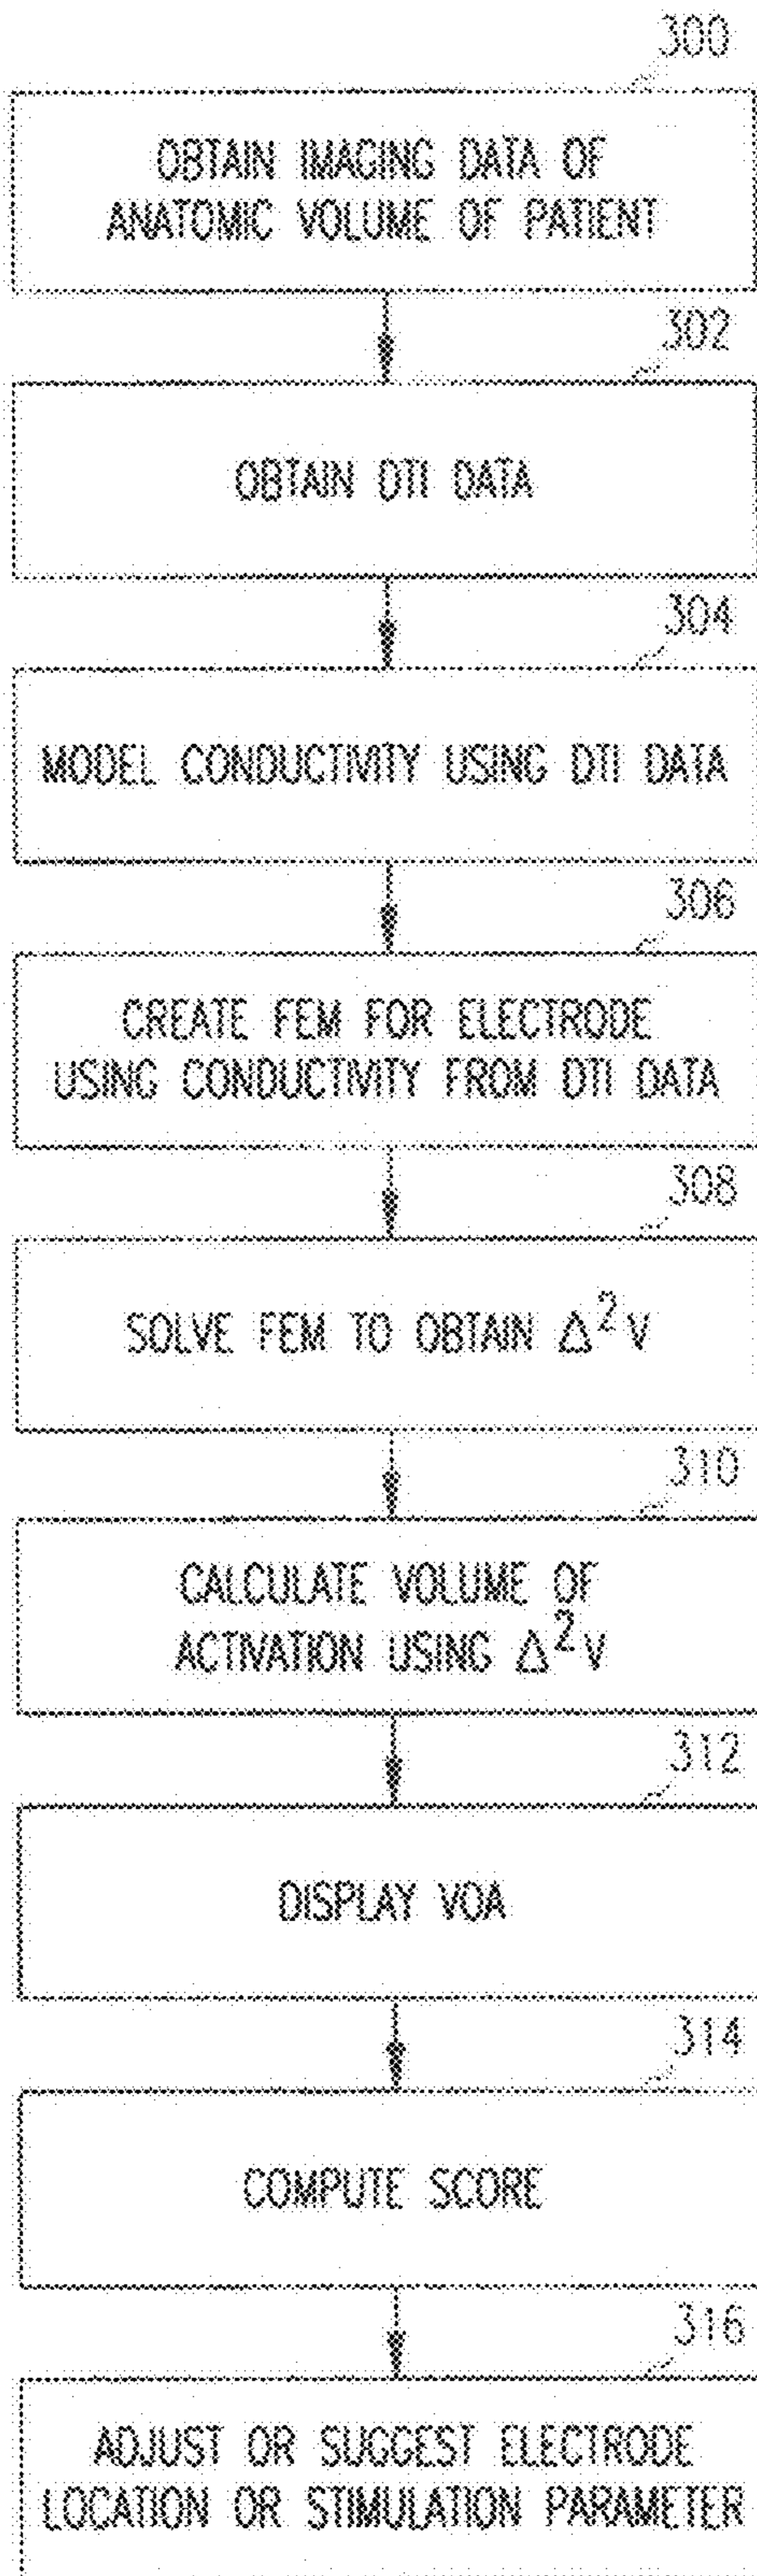 300
OBTAIN IMAGING DATA OF
ANATOMIC VOLUME OF PATIENT
302
OBTAIN DTI DATA
304
MODEL CONDUCTIVITY USING DTI DATA
306
CREATE FEM FOR ELECTRODE
USING CONDUCTIVITY FROM DTI DATA
308
SOLVE FEM TO OBTAIN Δ²V
310
CALCULATE VOLUME OF
ACTIVATION USING Δ²V
312
DISPLAY VOA
314
COMPUTE SCORE
316
ADJUST OR SUGGEST ELECTRODE
LOCATION OR STIMULATION PARAMETER